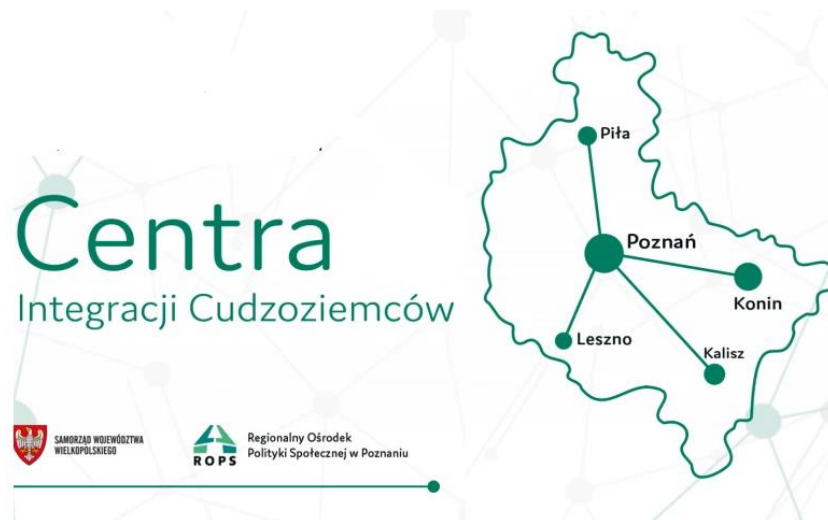 Centra
Integracji Cudzoziemców
SAMORZĄD WOJEWÓDZTWA
WIELKOPOLSKIEGO
ROPS
Regionalny Ośrodek
Polityki Społecznej w Poznaniu
Piła
Poznań
Konin
Leszno
Kalisz